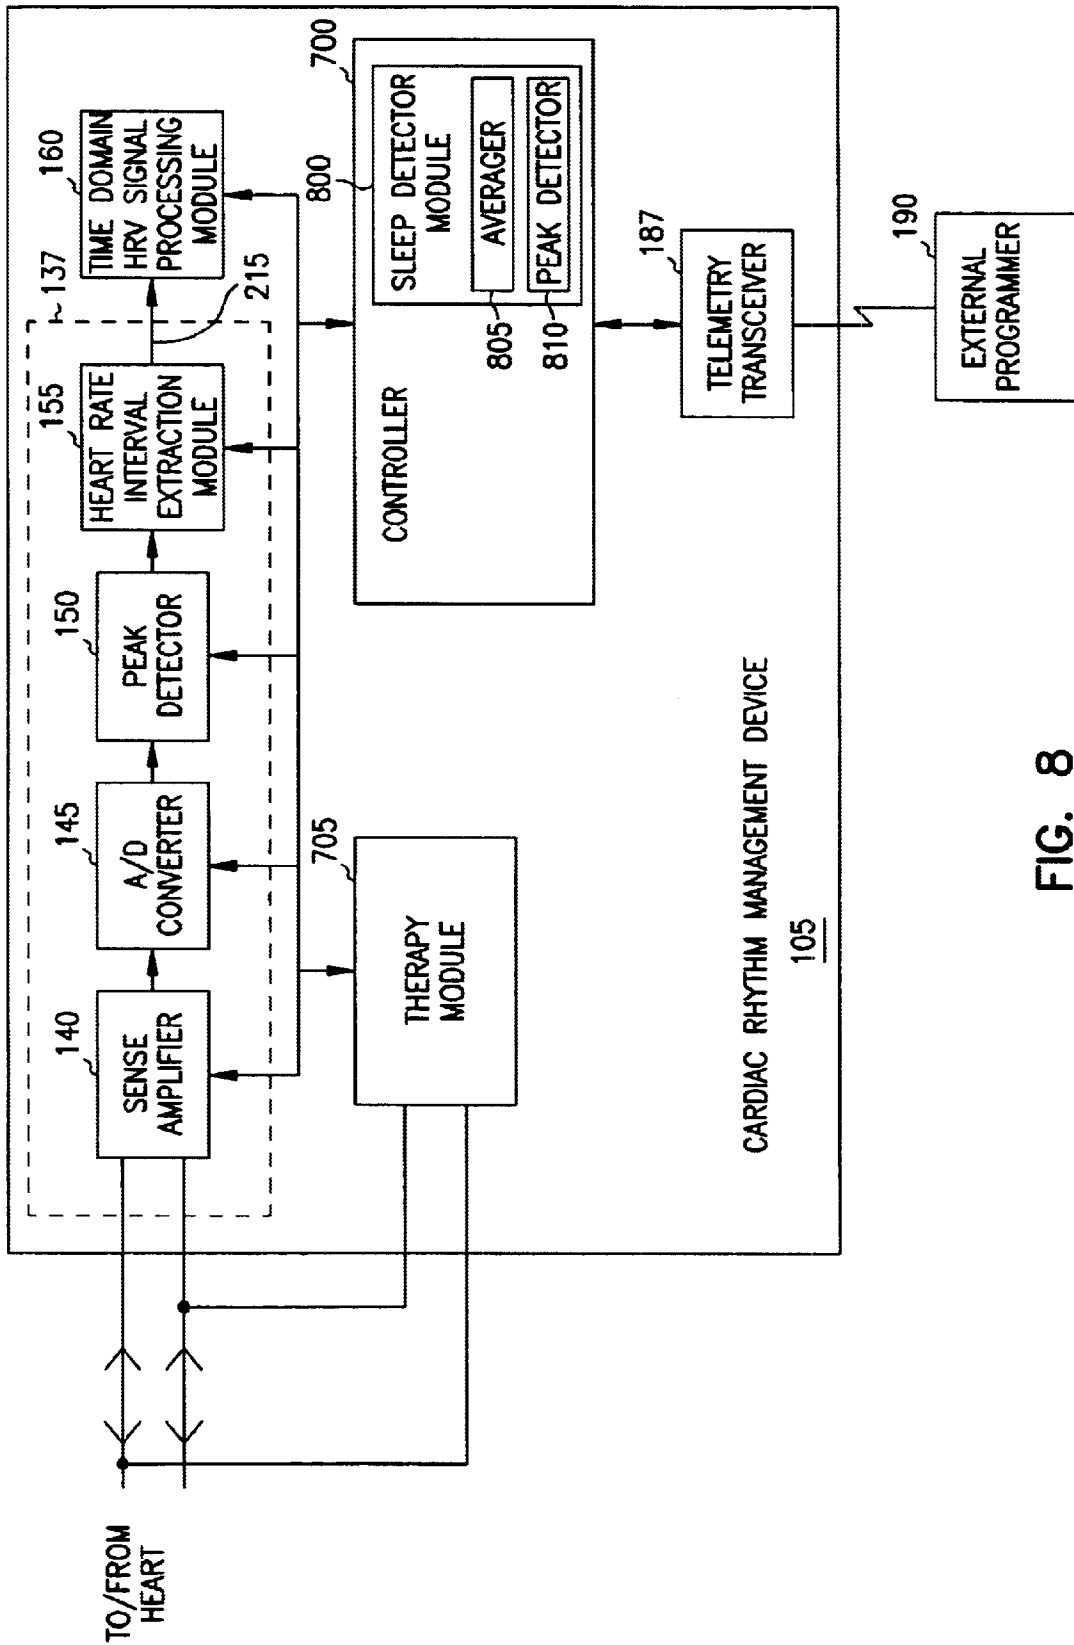 TO/FROM
HEART
137
140
SENSE
AMPLIFIER
145
A/D
CONVERTER
150
PEAK
DETECTOR
155
HEART RATE
INTERVAL
EXTRACTION
MODULE
215
160
TIME DOMAIN
HRV SIGNAL
PROCESSING
MODULE
705
THERAPY
MODULE
700
CONTROLLER
800
SLEEP DETECTOR
MODULE
805
AVERAGER
810
PEAK DETECTOR
187
TELEMETRY
TRANSCEIVER
190
EXTERNAL
PROGRAMMER
CARDIAC RHYTHM MANAGEMENT DEVICE
105
FIG. 8